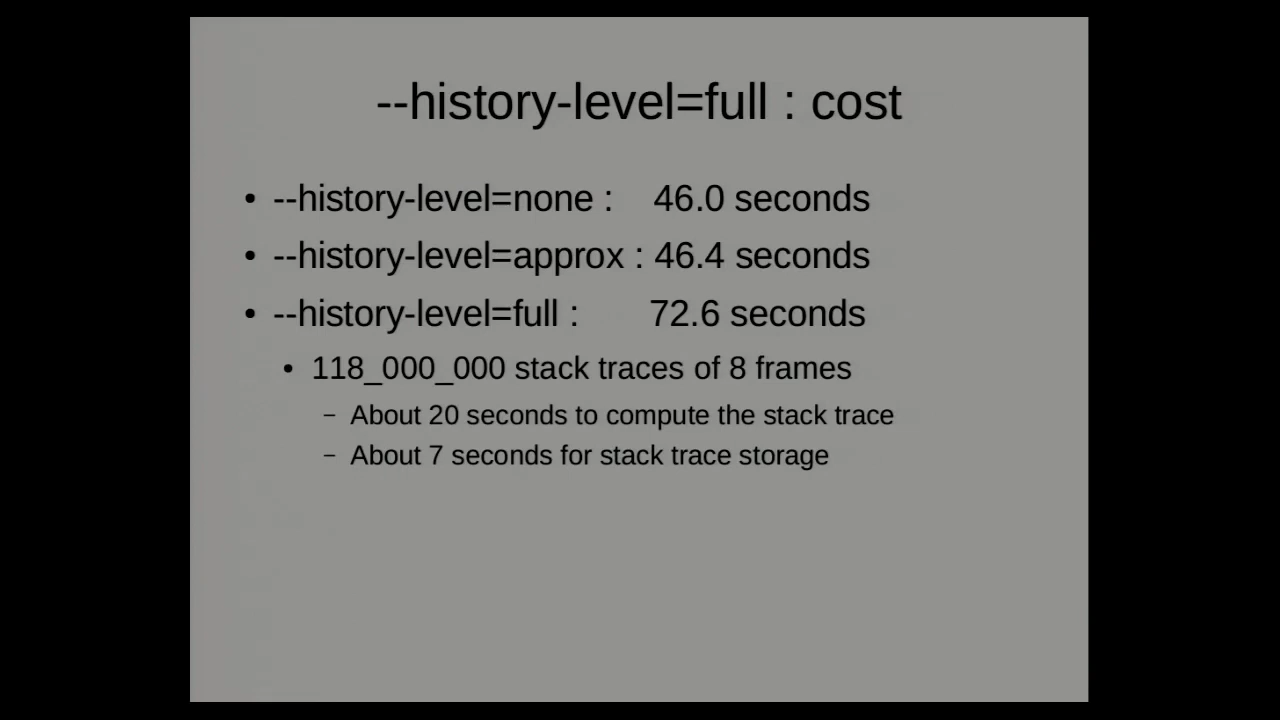 --history-level=full : cost
• --history-level=none : 46.0 seconds
• --history-level=approx : 46.4 seconds
• --history-level=full : 72.6 seconds
• 118_000_000 stack traces of 8 frames
– About 20 seconds to compute the stack trace
– About 7 seconds for stack trace storage